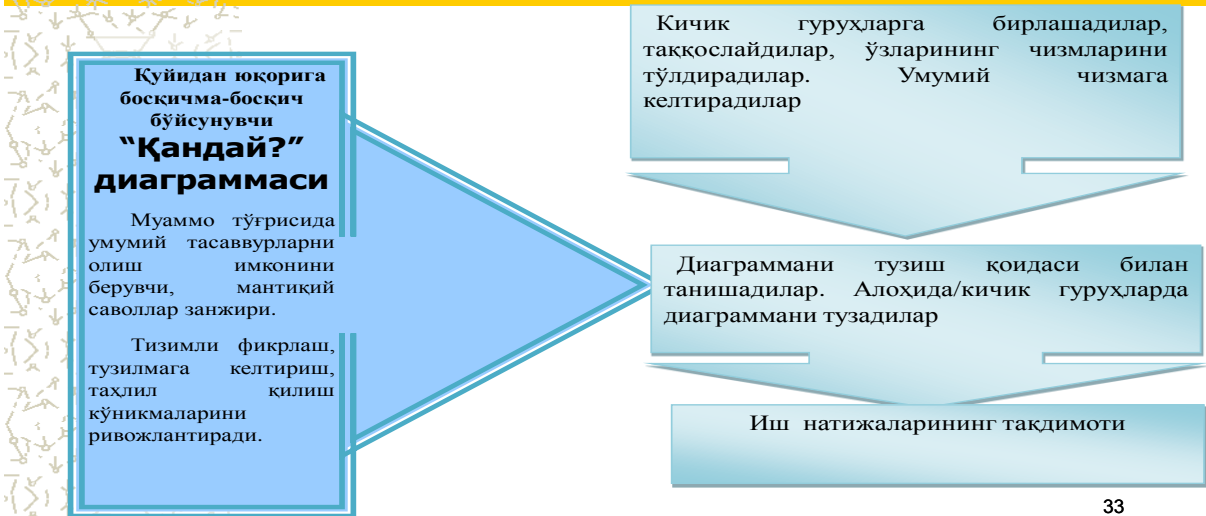 Қуйидан юқорига
босқичма-босқич
бўйсунувчи
“Қандай?”
диаграммаси
Муаммо тўғрисида
умумий тасаввурларни
олиш имконини
берувчи, мантиқий
саволлар занжири.
Тизимли фикрлаш,
тузилмага келтириш,
таҳлил қилиш
кўникмаларини
ривожлантиради.
Кичик гуруҳларга бирлашадилар,
таққослайдилар, ўзларининг чизмларини
тўлдирадилар. Умумий чизмага
келтирадилар
Диаграммани тузиш қоидаси билан
танишадилар. Алоҳида/кичик гуруҳларда
диаграммани тузадилар
Иш натижаларининг тақдимоти
33